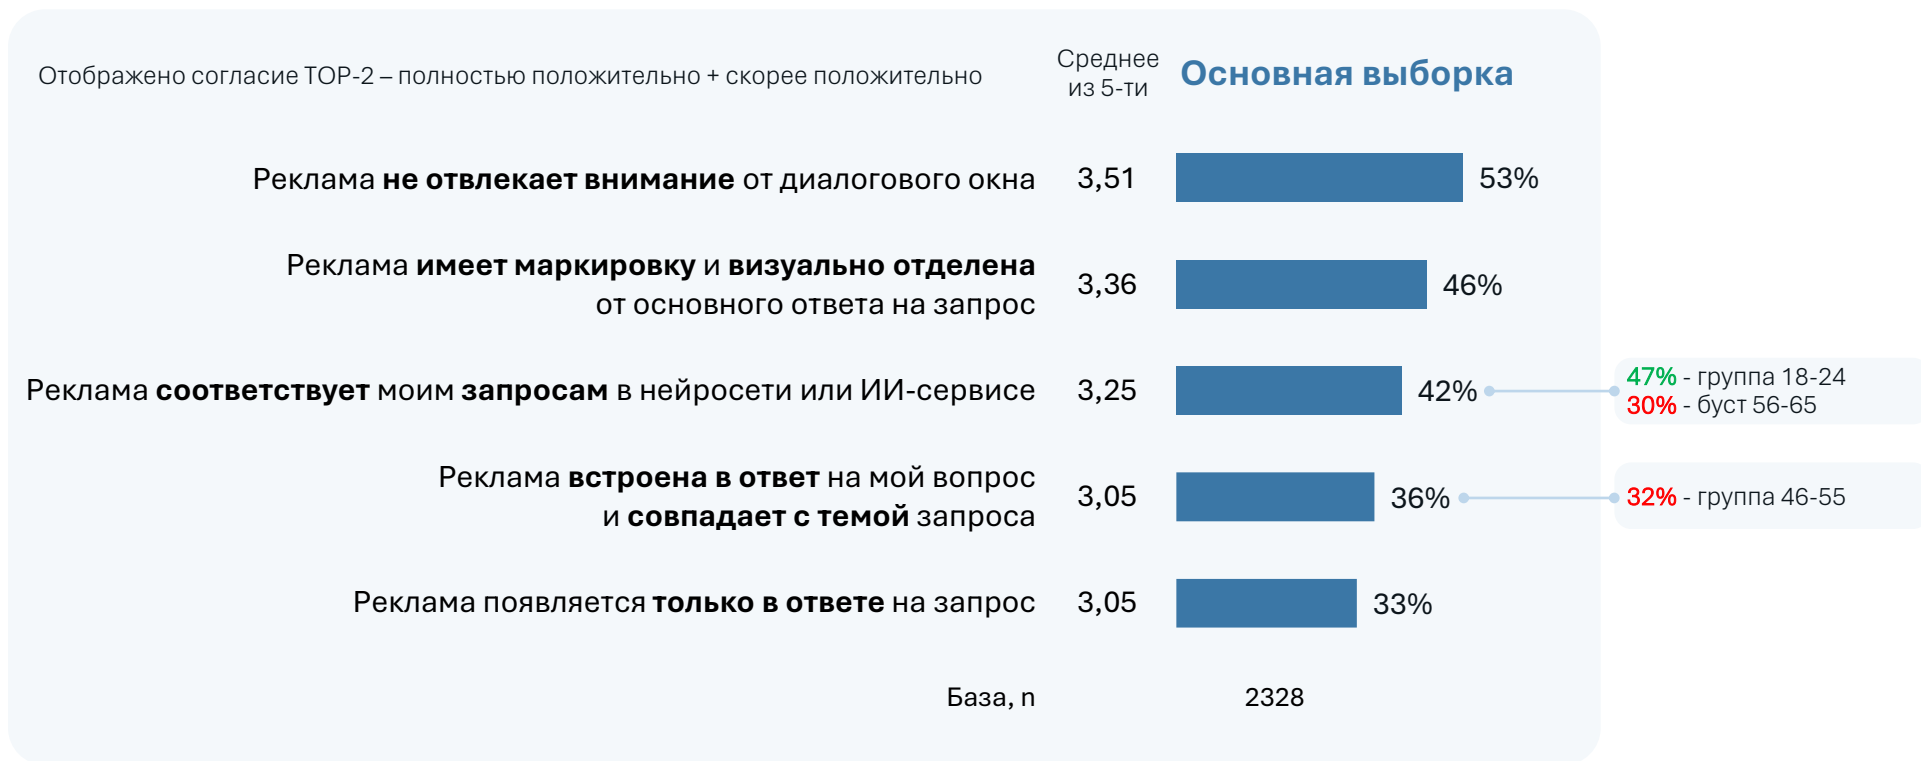 Отображено согласие TOP-2 – полностью положительно + скорее положительно
Среднее
из 5-ти
Основная выборка
Реклама не отвлекает внимание от диалогового окна
3,51
53%
Реклама имеет маркировку и визуально отделена
от основного ответа на запрос
3,36
46%
Реклама соответствует моим запросам в нейросети или ИИ-сервисе
3,25
42%
47% - группа 18-24
30% - буст 56-65
Реклама встроена в ответ на мой вопрос
и совпадает с темой запроса
3,05
36%
32% - группа 46-55
Реклама появляется только в ответе на запрос
3,05
33%
База, n
2328